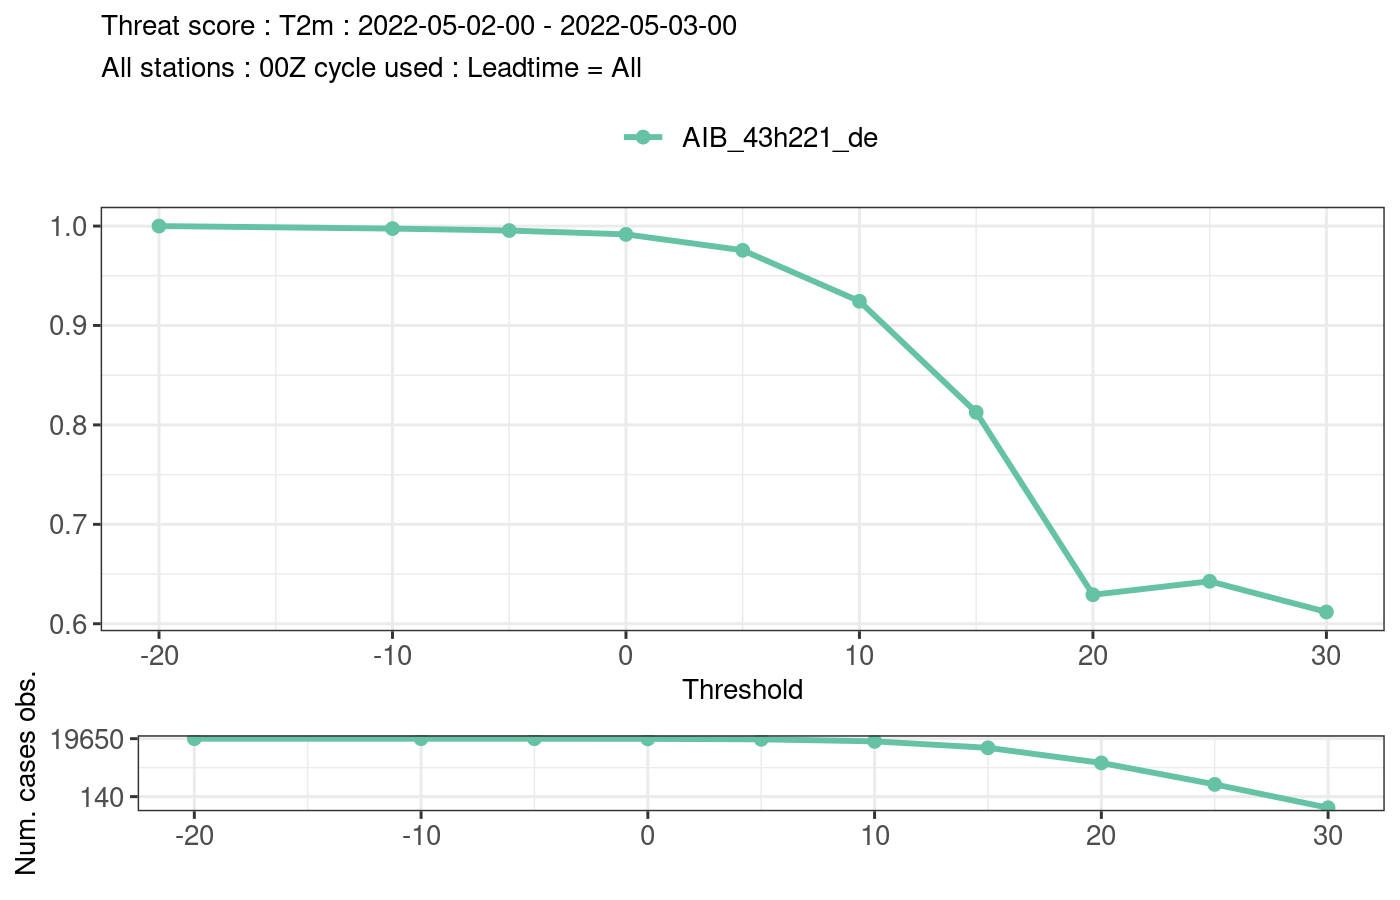 Threat score : T2m : 2022-05-02-00 - 2022-05-03-00
All stations : 00Z cycle used : Leadtime = All
AIB_43h221_de
1.0
0.9
0.8
0.7
0.6
-20 -10 0 10 20 30
Threshold
Num. cases obs.
19650
140
-20 -10 0 10 20 30